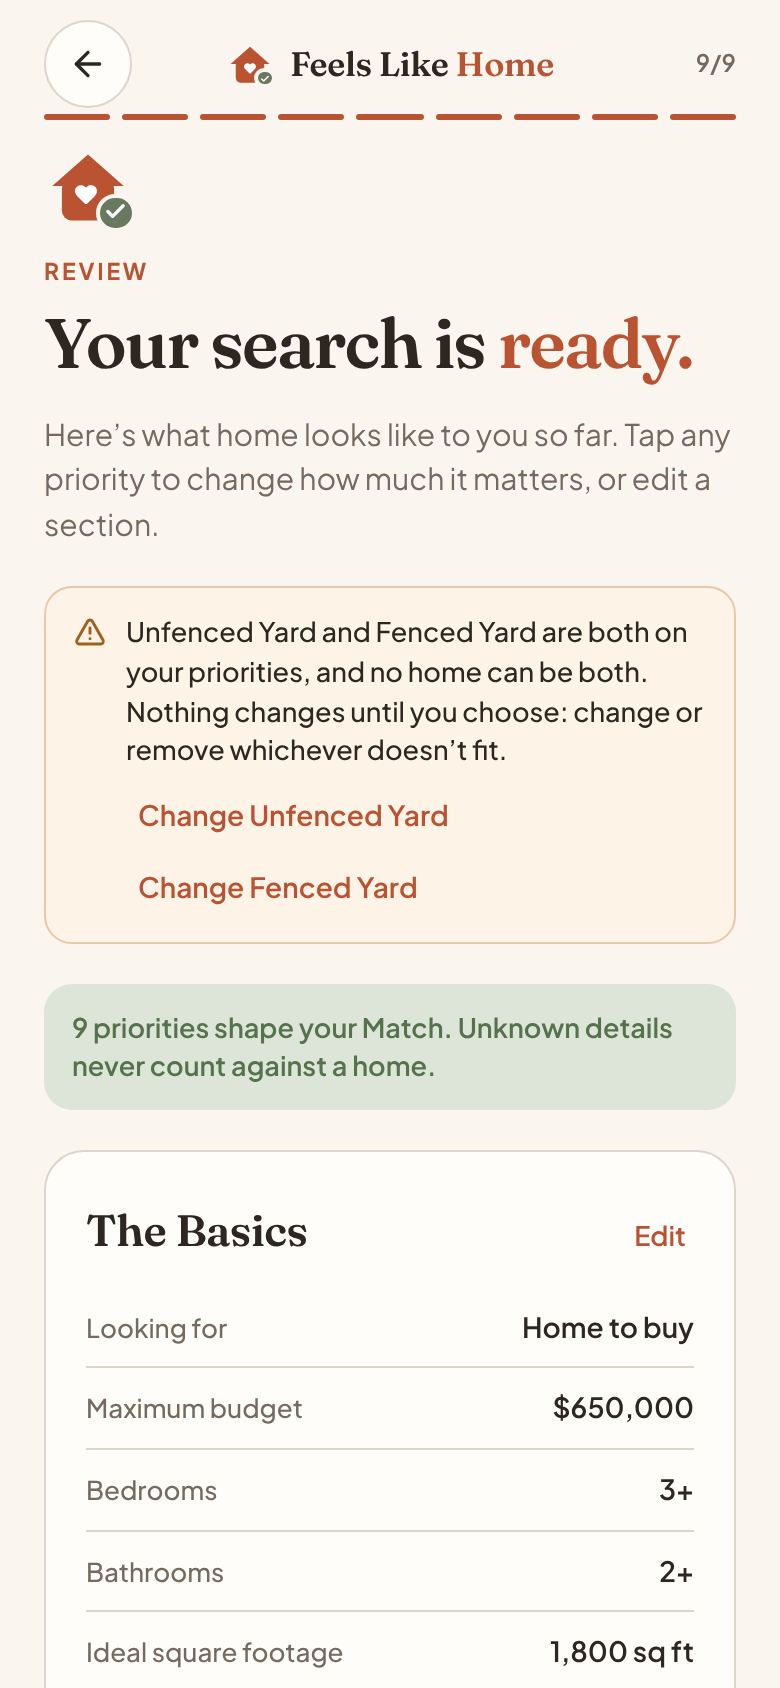 Feels Like Home
9/9
REVIEW
Your search is ready.
Here’s what home looks like to you so far. Tap any
priority to change how much it matters, or edit a
section.
Unfenced Yard and Fenced Yard are both on
your priorities, and no home can be both.
Nothing changes until you choose: change or
remove whichever doesn’t fit.
Change Unfenced Yard
Change Fenced Yard
9 priorities shape your Match. Unknown details
never count against a home.
The Basics
Edit
Looking for
Home to buy
Maximum budget
$650,000
Bedrooms
3+
Bathrooms
2+
Ideal square footage
1,800 sq ft